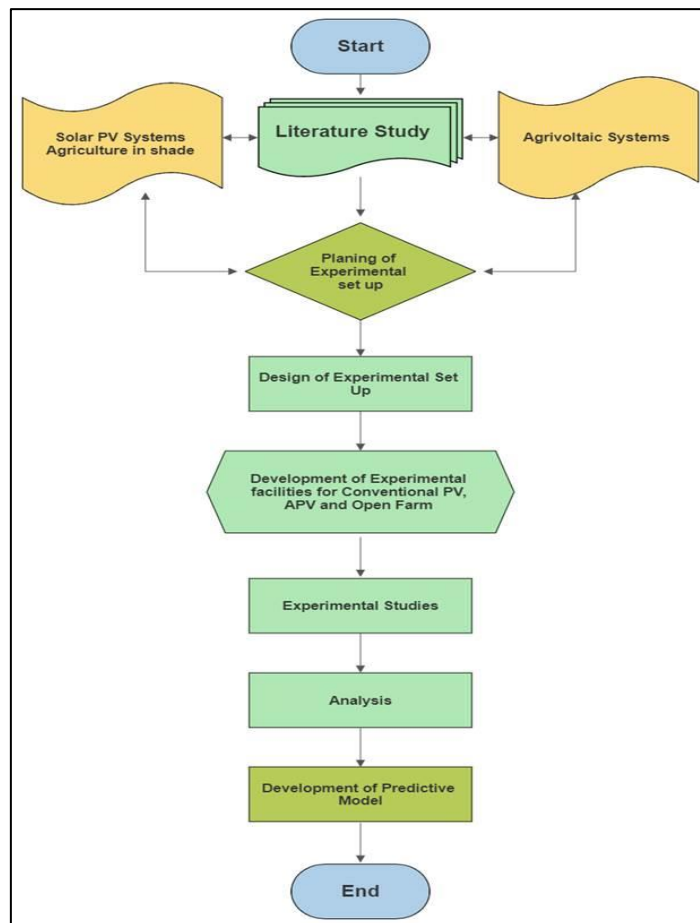 Start
Solar PV Systems
Agriculture in shade
Literature Study
Agrivoltaic Systems
Planing of
Experimental
set up
Design of Experimental Set
Up
Development of Experimental
facilities for Conventional PV,
APV and Open Farm
Experimental Studies
Analysis
Development of Predictive
Model
End